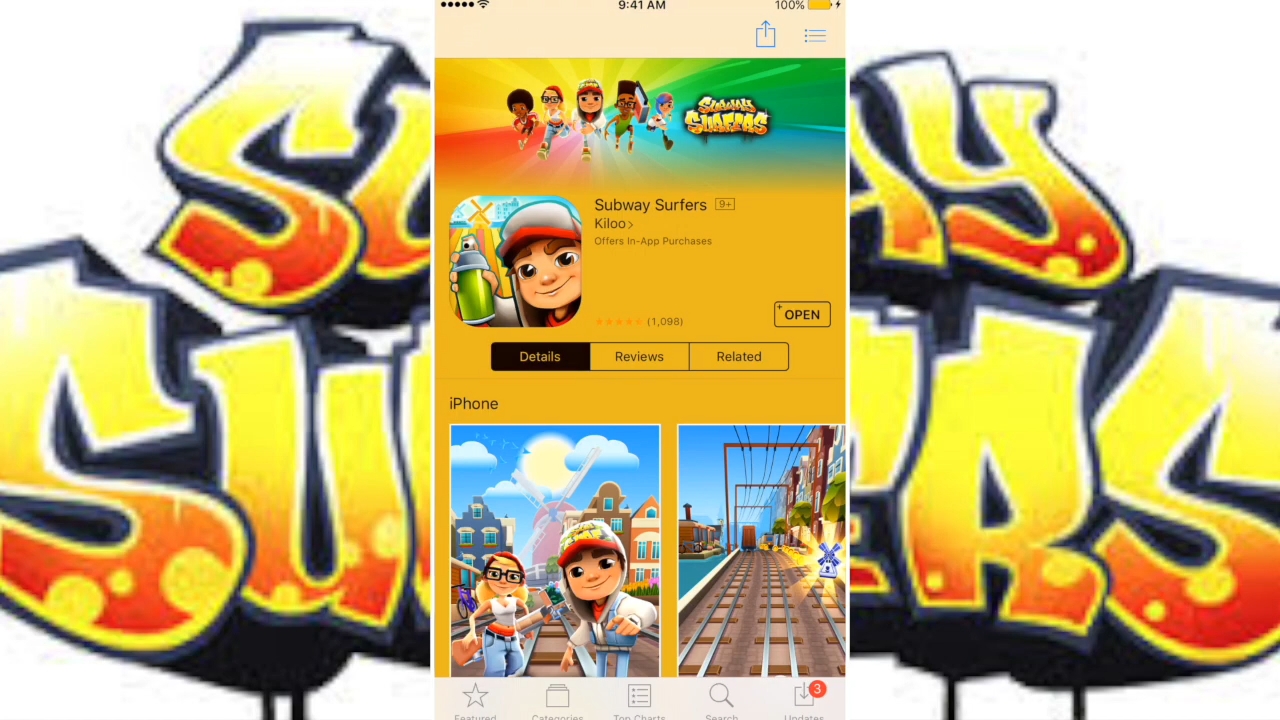 9:41 AM
100%
SUBWAY
SURFERS
Subway Surfers 9+
Kiloo >
Offers In-App Purchases
(1,098)
+ OPEN
Details
Reviews
Related
iPhone
3
Featured
Categories
Top Charts
Search
Updates